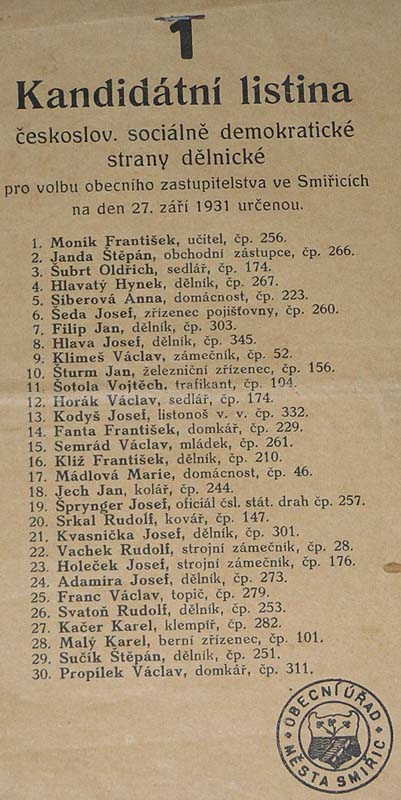 1
Kandidátní listina
českoslov. sociálně demokratické
strany dělnické
pro volbu obecního zastupitelstva ve Smiřicích
na den 27. září 1931 určenou.
1. Moník František, učitel, čp. 256.
2. Janda Štěpán, obchodní zástupce, čp. 266.
3. Šubrt Oldřich, sedlář, čp. 174.
4. Hlavatý Hynek, dělník, čp. 267.
5. Siberová Anna, domácnost, čp. 223.
6. Šeda Josef, zřízenec pojišťovny, čp. 260.
7. Filip Jan, dělník, čp. 303.
8. Hlava Josef, dělník, čp. 345.
9. Klimeš Václav, zámečník, čp. 52.
10. Šturm Jan, železniční zřízenec, čp. 156.
11. Šotola Vojtěch, trafikant, čp. 104.
12. Horák Václav, sedlář, čp. 174.
13. Kodyš Josef, listonoš v. v. čp. 332.
14. Fanta František, domkář, čp. 229.
15. Semrád Václav, mládek, čp. 261.
16. Klíž František, dělník, čp. 210.
17. Mádlová Marie, domácnost, čp. 46.
18. Jech Jan, kolář, čp. 244.
19. Šprynger Josef, oficiál čsl. stát. drah čp. 257.
20. Srkal Rudolf, kovář, čp. 147.
21. Kvasnička Josef, dělník, čp. 301.
22. Vachek Rudolf, strojní zámečník, čp. 28.
23. Holeček Josef, strojní zámečník, čp. 176.
24. Adamíra Josef, dělník, čp. 273.
25. Franc Václav, topič, čp. 279.
26. Svatoň Rudolf, dělník, čp. 253.
27. Kačer Karel, klempíř, čp. 282.
28. Malý Karel, berní zřízenec, čp. 101.
29. Sučík Štěpán, dělník, čp. 251.
30. Propílek Václav, domkář, čp. 311.
OBECNÍ ÚŘAD
MĚSTA SMIŘIC